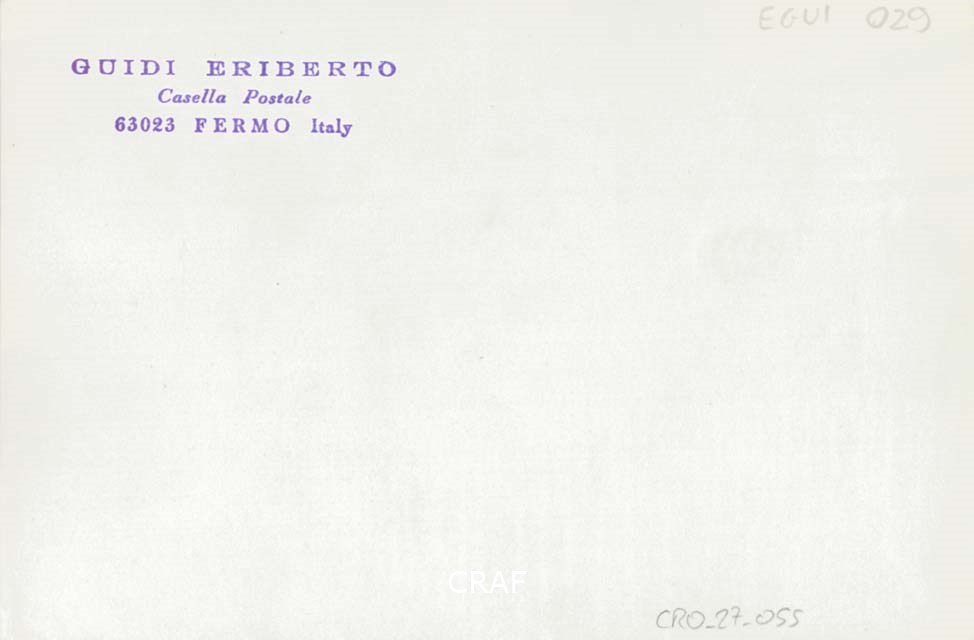 EGUI 029
GUIDI ERIBERTO
Casella Postale
63023 FERMO Italy
CRAF
CRO_27_055